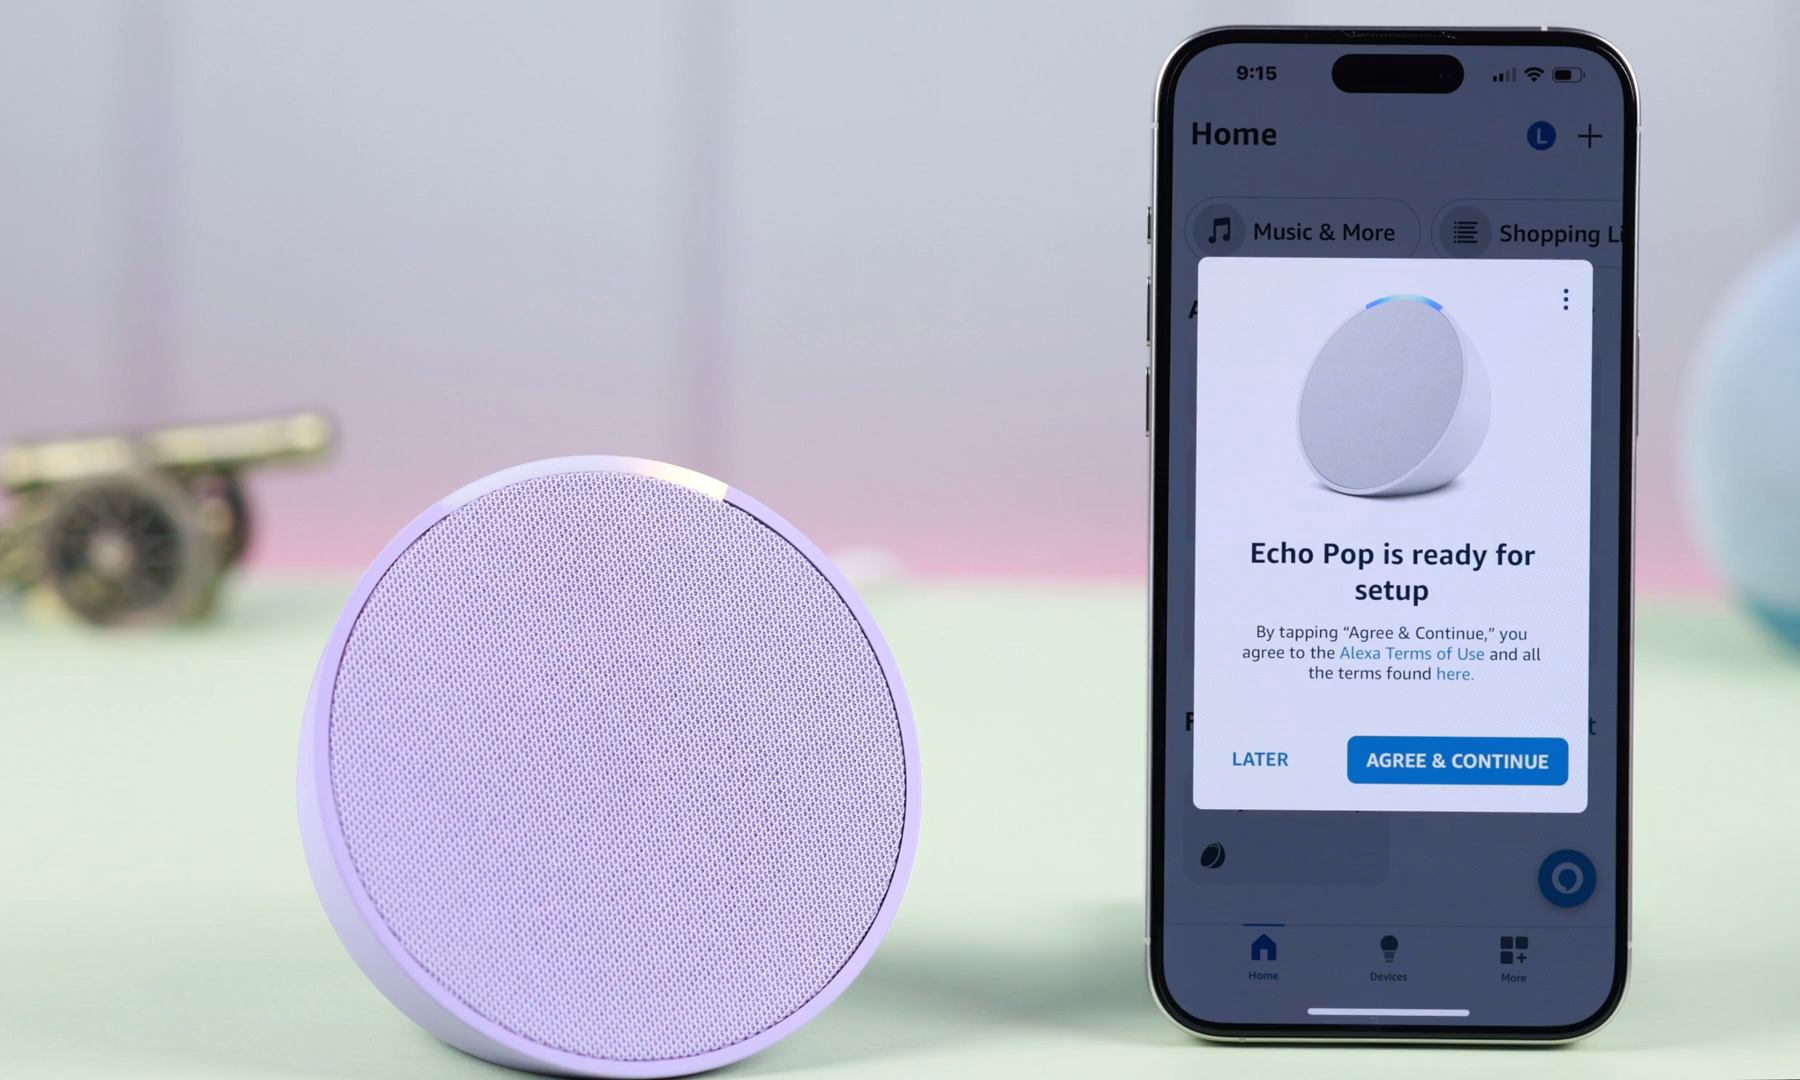 9:15
Home
L
Music & More
Shopping Li
Echo Pop is ready for
setup
By tapping “Agree & Continue,” you
agree to the Alexa Terms of Use and all
the terms found here.
LATER
AGREE & CONTINUE
Home
Devices
More